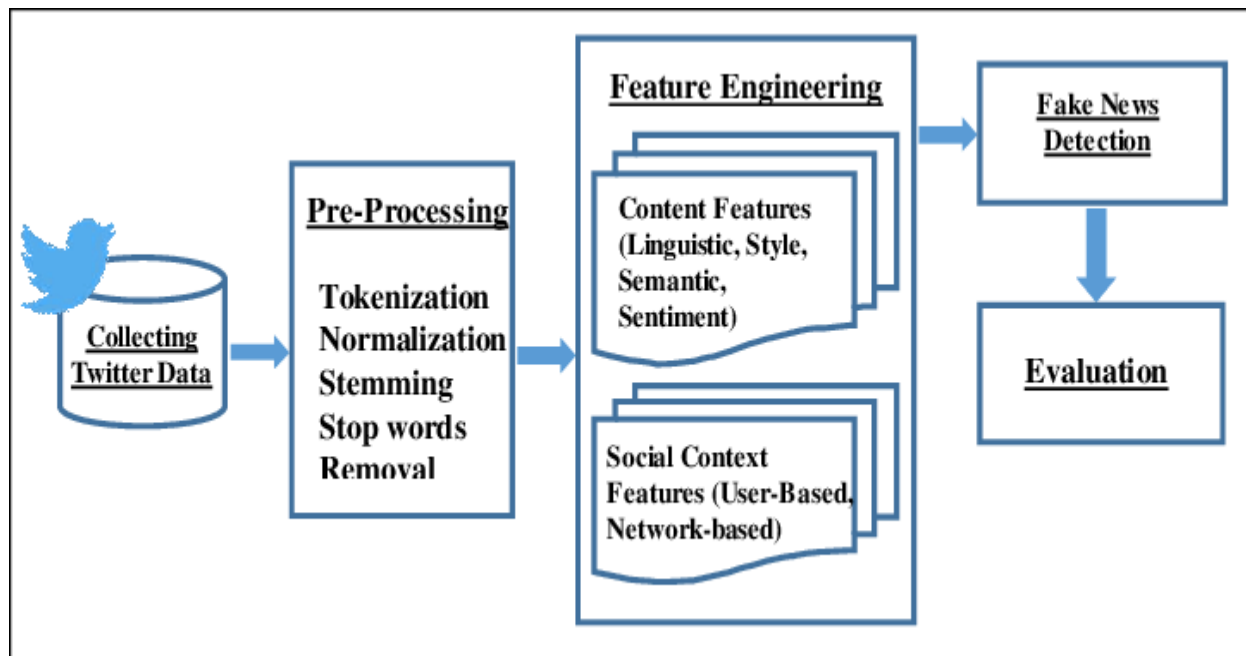 Collecting
Twitter Data
Pre-Processing
Tokenization
Normalization
Stemming
Stop words
Removal
Feature Engineering
Content Features
(Linguistic, Style,
Semantic,
Sentiment)
Social Context
Features (User-Based,
Network-based)
Fake News
Detection
Evaluation